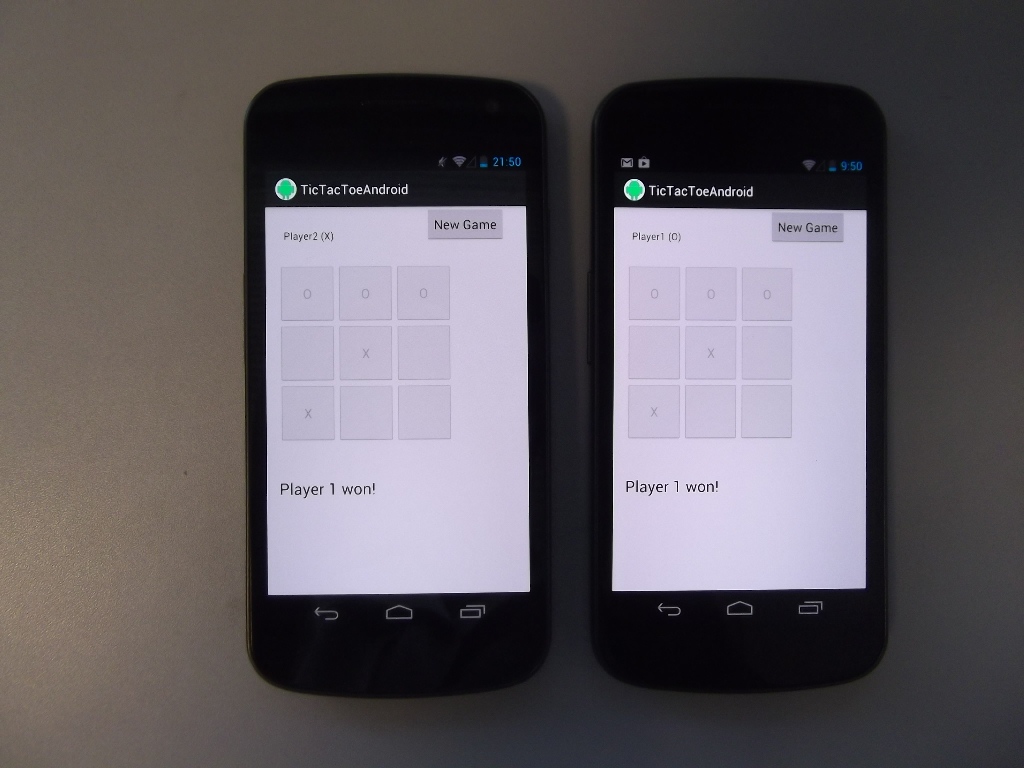 21:50
TicTacToeAndroid
Player2 (X)
New Game
O O O
X
X
Player 1 won!
9:50
TicTacToeAndroid
Player1 (O)
New Game
O O O
X
X
Player 1 won!